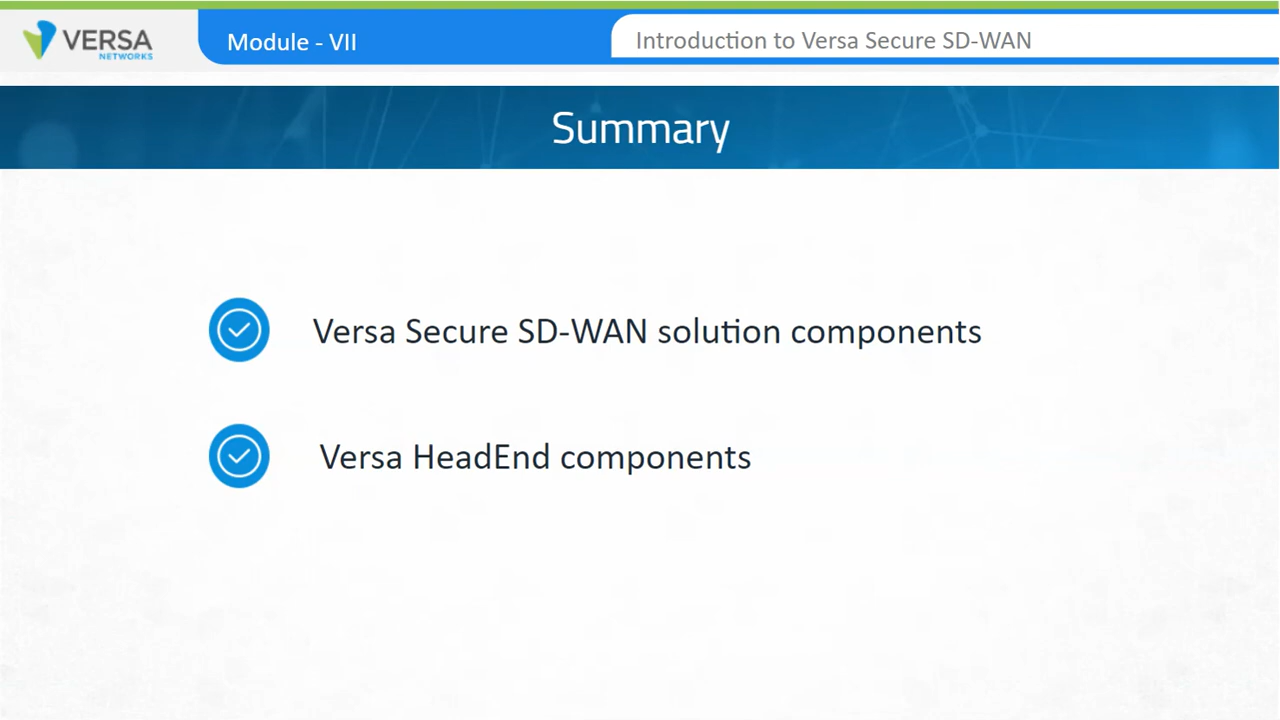 VERSA
NETWORKS
Module - VII
Introduction to Versa Secure SD-WAN
Summary
Versa Secure SD-WAN solution components
Versa HeadEnd components